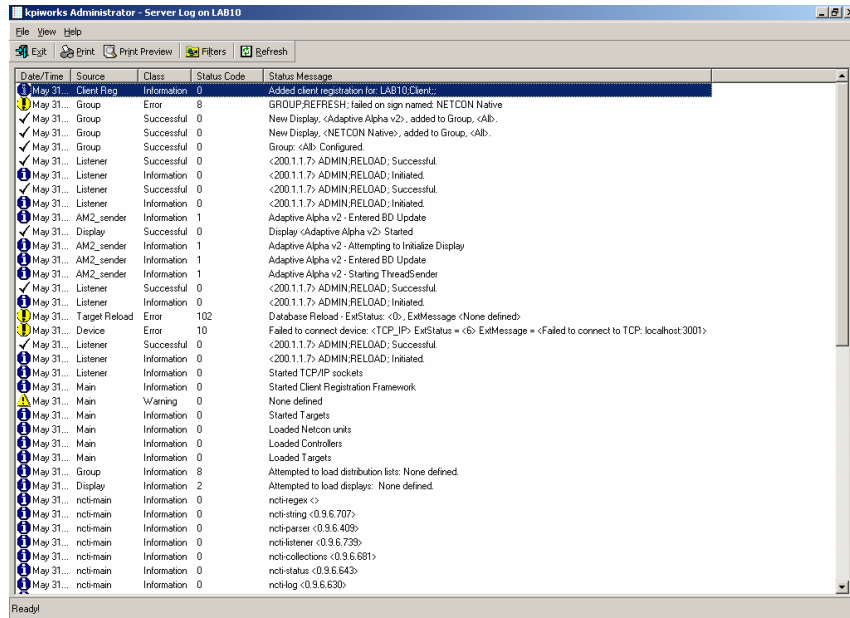 kpiworks Administrator - Server Log on LAB10
File View Help
Exit Print Print Preview Filters Refresh
Date/Time Source Class Status Code Status Message
May 31... Client Reg Information 0 Added client registration for: LAB10;Client;;
May 31... Group Error 8 GROUP;REFRESH; failed on sign named: NETCON Native
May 31... Group Successful 0 New Display, <Adaptive Alpha v2>, added to Group, <All>.
May 31... Group Successful 0 New Display, <NETCON Native>, added to Group, <All>.
May 31... Group Successful 0 Group: <All> Configured.
May 31... Listener Successful 0 <200.1.1.7> ADMIN;RELOAD; Successful.
May 31... Listener Information 0 <200.1.1.7> ADMIN;RELOAD; Initiated.
May 31... Listener Successful 0 <200.1.1.7> ADMIN;RELOAD; Successful.
May 31... Listener Information 0 <200.1.1.7> ADMIN;RELOAD; Initiated.
May 31... AM2_sender Information 1 Adaptive Alpha v2 - Entered BD Update
May 31... Display Successful 0 Display <Adaptive Alpha v2> Started
May 31... AM2_sender Information 1 Adaptive Alpha v2 - Attempting to Initialize Display
May 31... AM2_sender Information 1 Adaptive Alpha v2 - Entered BD Update
May 31... AM2_sender Information 1 Adaptive Alpha v2 - Starting ThreadSender
May 31... Listener Successful 0 <200.1.1.7> ADMIN;RELOAD; Successful.
May 31... Listener Information 0 <200.1.1.7> ADMIN;RELOAD; Initiated.
May 31... Target Reload Error 102 Database Reload - ExtStatus: <0>, ExtMessage <None defined>
May 31... Device Error 10 Failed to connect device: <TCP_IP> ExtStatus = <6> ExtMessage = <Failed to connect to TCP: localhost:3001>
May 31... Listener Successful 0 <200.1.1.7> ADMIN;RELOAD; Successful.
May 31... Listener Information 0 <200.1.1.7> ADMIN;RELOAD; Initiated.
May 31... Listener Information 0 Started TCP/IP sockets
May 31... Main Information 0 Started Client Registration Framework
May 31... Main Warning 0 None defined
May 31... Main Information 0 Started Targets
May 31... Main Information 0 Loaded Netcon units
May 31... Main Information 0 Loaded Controllers
May 31... Main Information 0 Loaded Targets
May 31... Group Information 8 Attempted to load distribution lists: None defined.
May 31... Display Information 2 Attempted to load displays: None defined.
May 31... ncti-main Information 0 ncti-regex <>
May 31... ncti-main Information 0 ncti-string <0.9.6.707>
May 31... ncti-main Information 0 ncti-parser <0.9.6.409>
May 31... ncti-main Information 0 ncti-listener <0.9.6.739>
May 31... ncti-main Information 0 ncti-collections <0.9.6.681>
May 31... ncti-main Information 0 ncti-status <0.9.6.643>
May 31... ncti-main Information 0 ncti-log <0.9.6.630>
Ready!